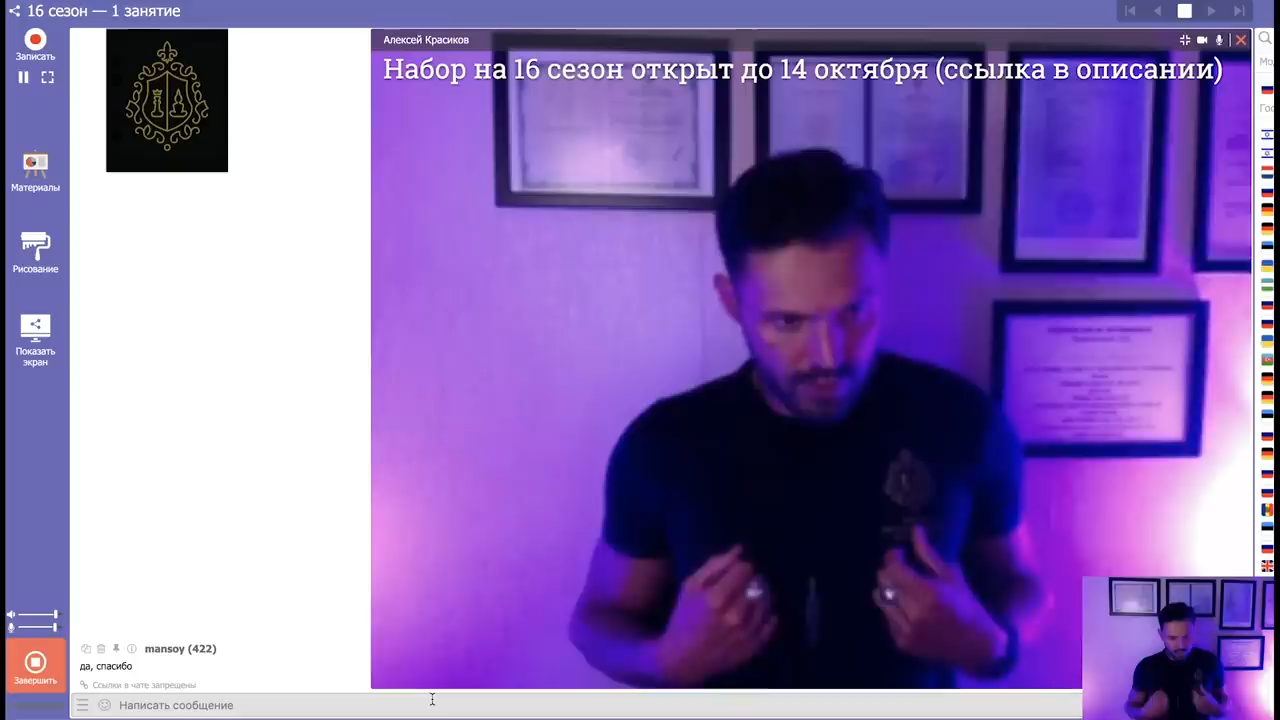 16 сезон — 1 занятие
Записать
Алексей Красиков
Набор на 16 сезон открыт до 14 октября (ссылка в описании)
Материалы
Рисование
Показать
экран
Завершить
mansoy (422)
да, спасибо
Ссылки в чате запрещены
Написать сообщение